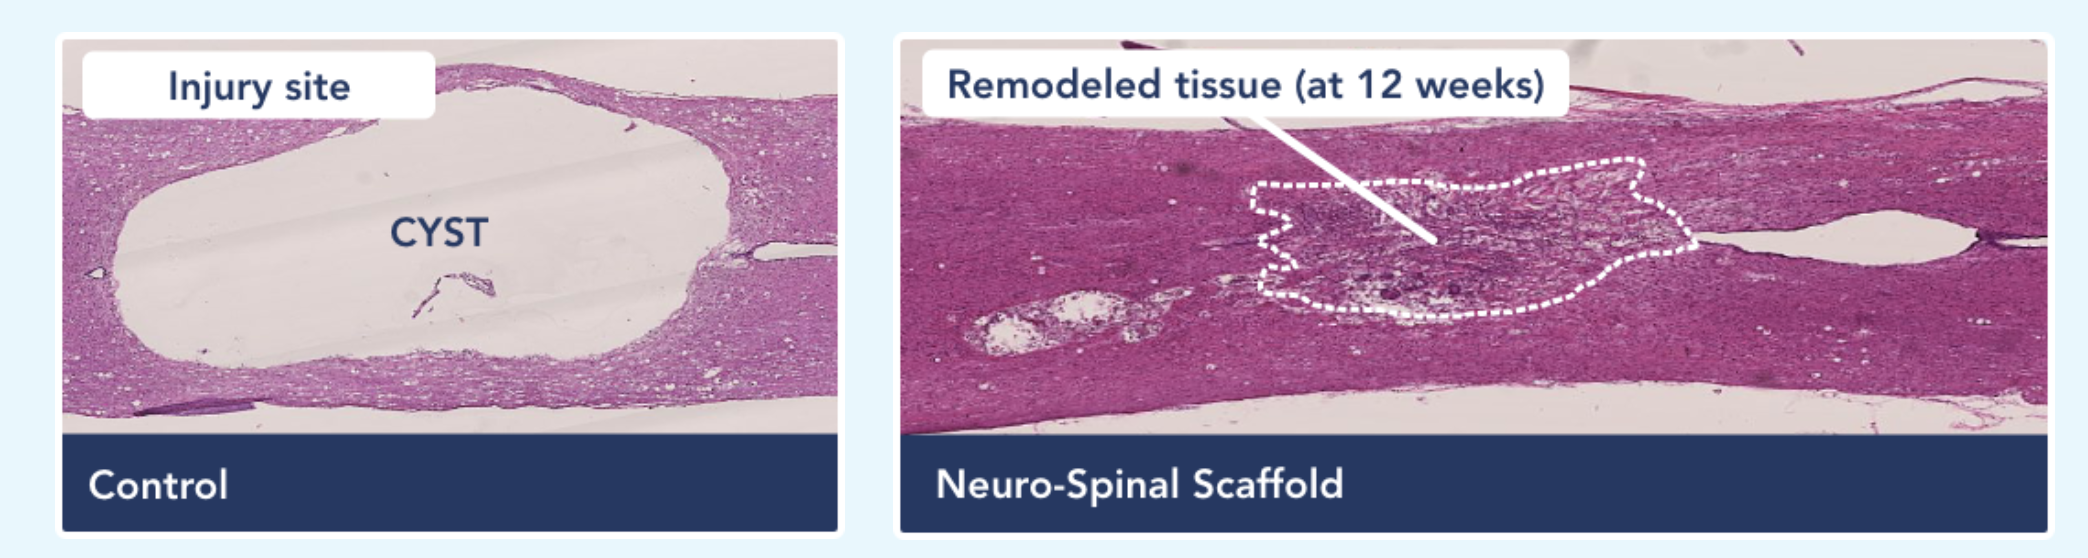 Injury site
CYST
Control
Remodeled tissue (at 12 weeks)
Neuro-Spinal Scaffold